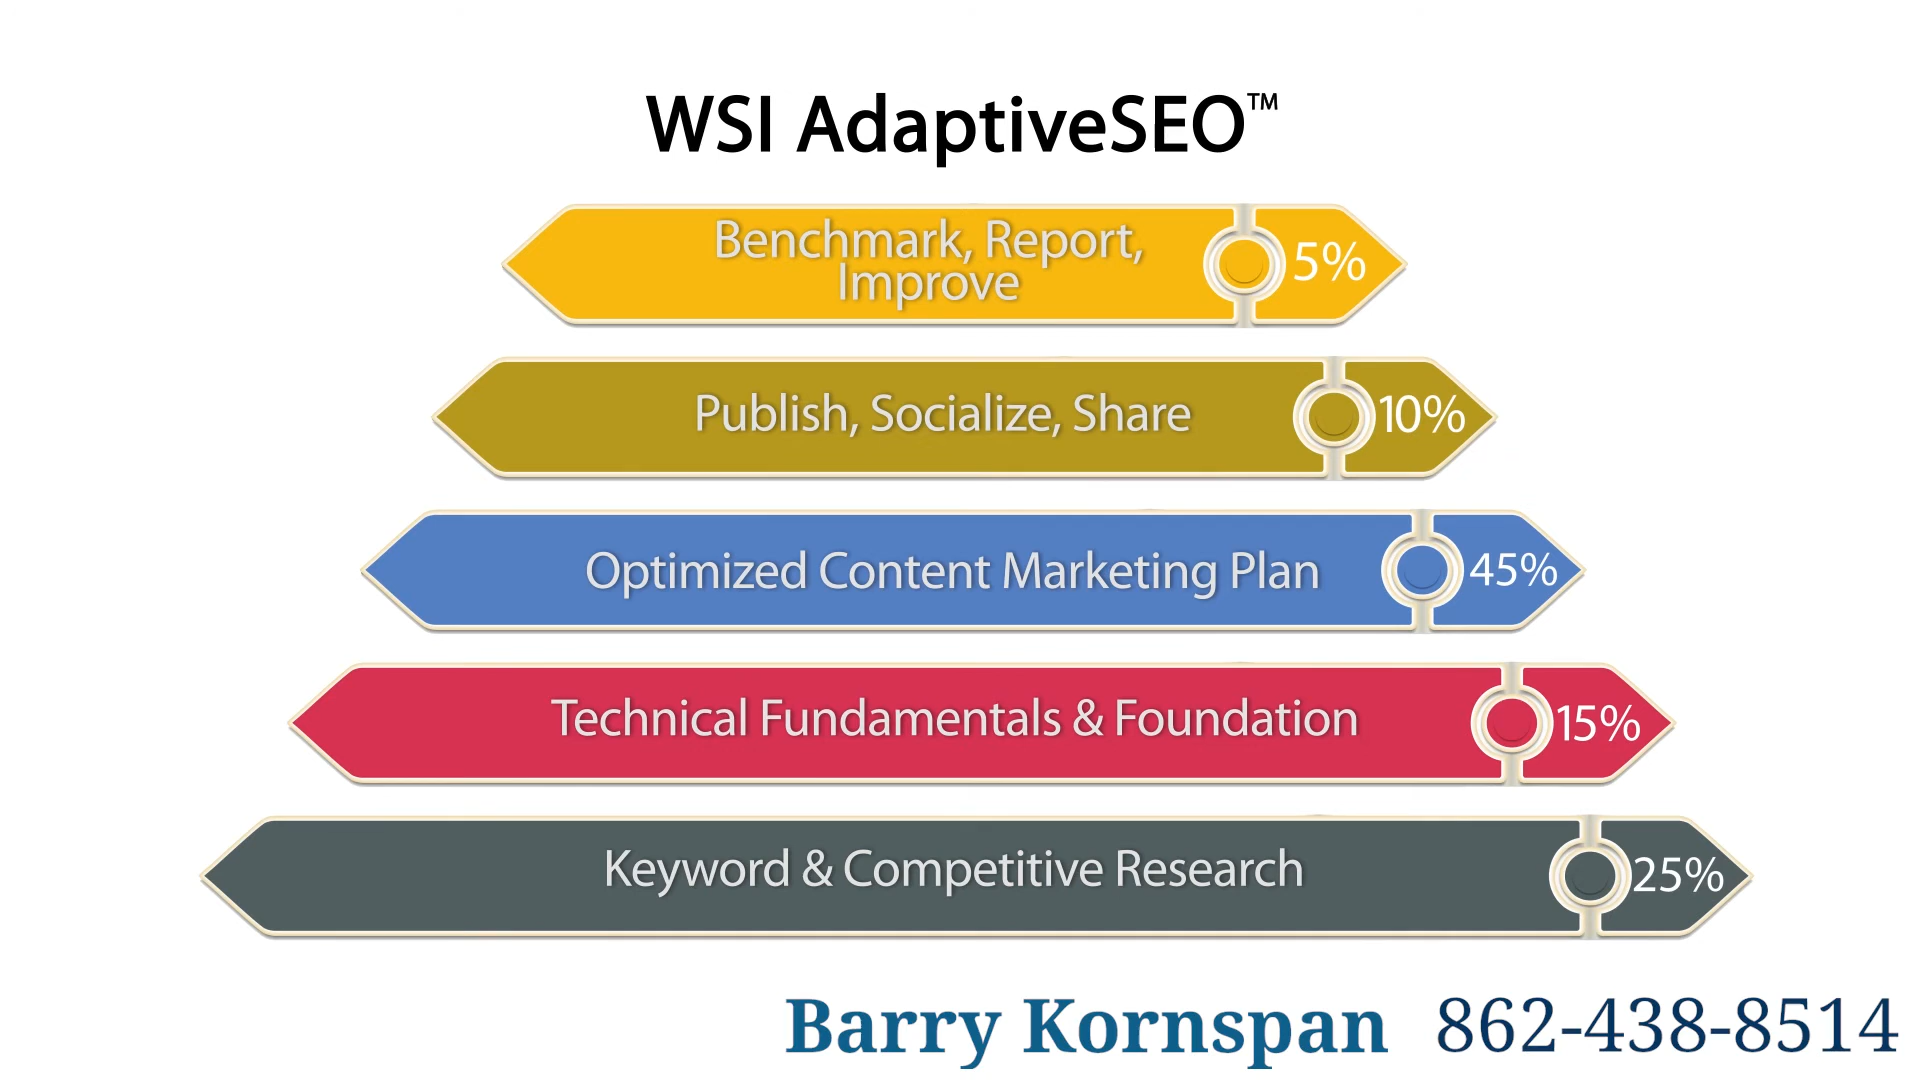 WSI AdaptiveSEO™
Benchmark, Report,
Improve
5%
Publish, Socialize, Share
10%
Optimized Content Marketing Plan
45%
Technical Fundamentals & Foundation
15%
Keyword & Competitive Research
25%
Barry Kornspan 862-438-8514